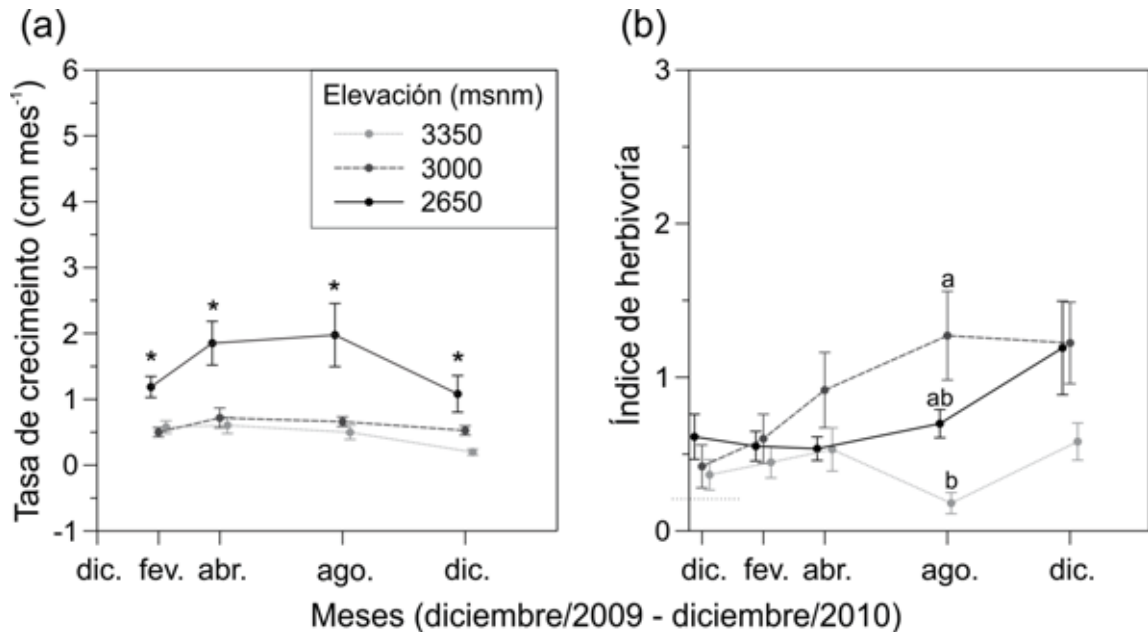 (a)
Tasa de crecimeinto (cm mes⁻¹)
6
5
4
3
2
1
0
-1
Elevación (msnm)
3350
3000
2650
*
*
*
*
dic. fev. abr. ago. dic.
(b)
Índice de herbivoría
3
2
1
0
a
ab
b
dic. fev. abr. ago. dic.
Meses (diciembre/2009 - diciembre/2010)